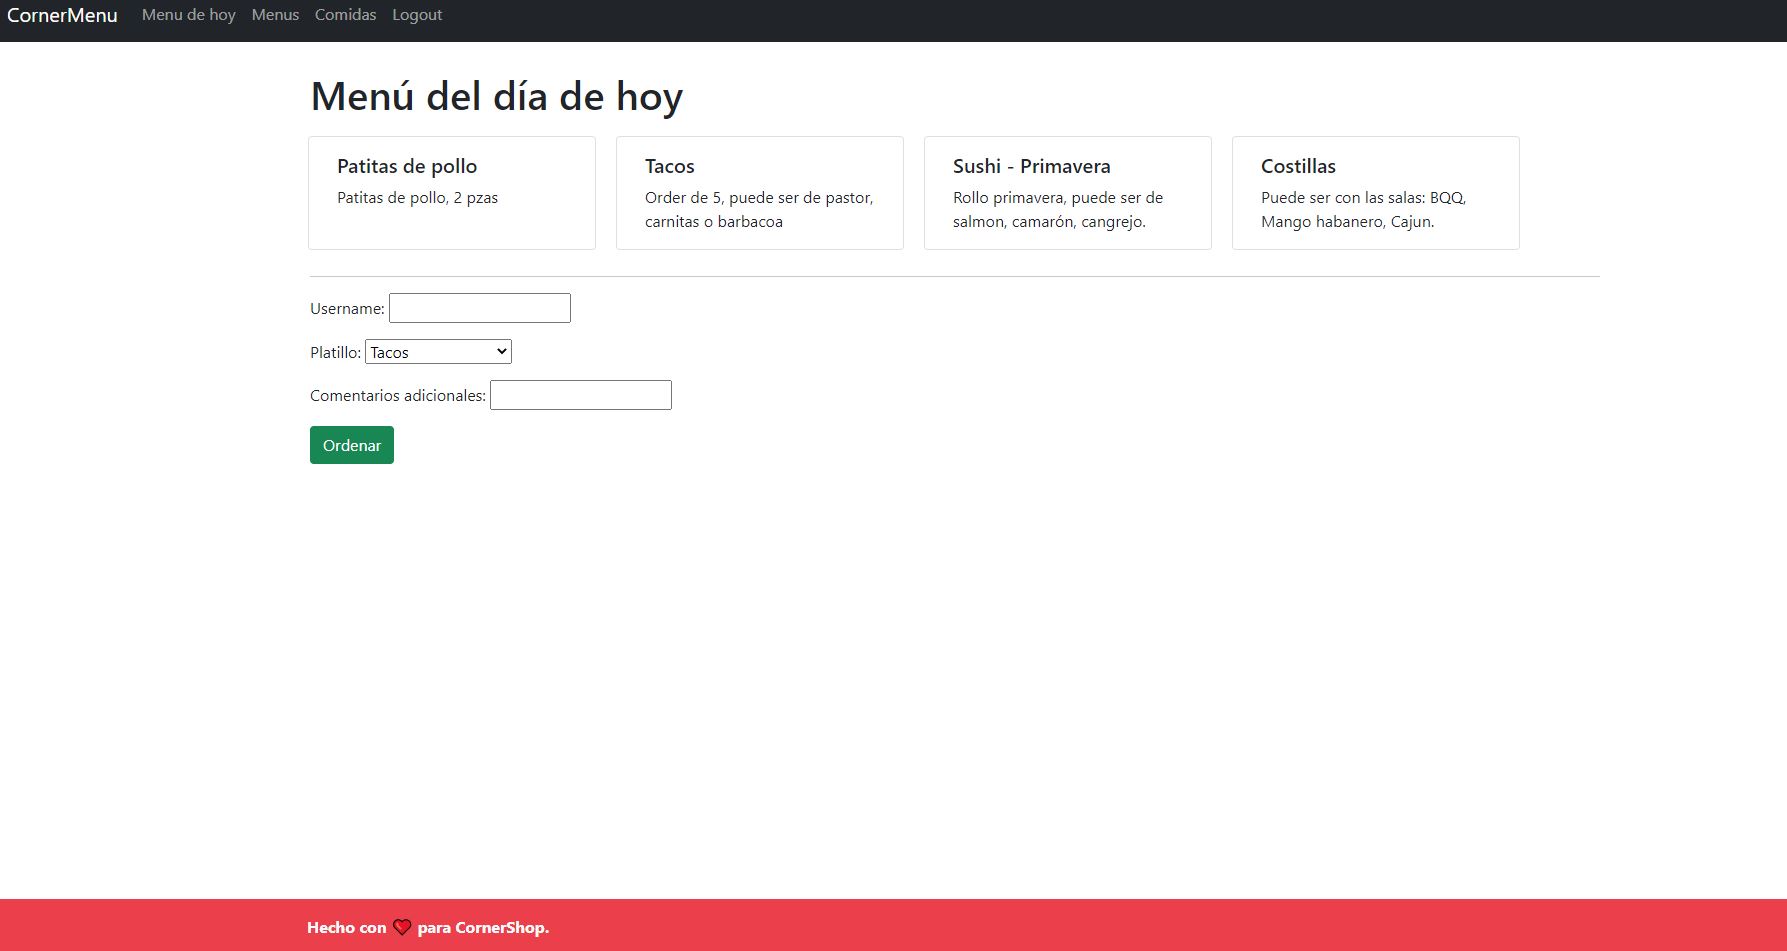 CornerMenu Menu de hoy Menus Comidas Logout
Menú del día de hoy
Patitas de pollo
Patitas de pollo, 2 pzas
Tacos
Order de 5, puede ser de pastor,
carnitas o barbacoa
Sushi - Primavera
Rollo primavera, puede ser de
salmon, camarón, cangrejo.
Costillas
Puede ser con las salas: BQQ,
Mango habanero, Cajun.
Username:
Platillo: Tacos
Comentarios adicionales:
Ordenar
Hecho con ❤ para CornerShop.